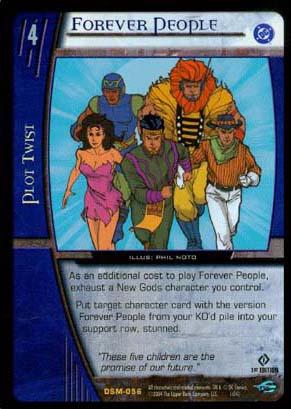 4
FOREVER PEOPLE
PLOT TWIST
ILLUS: PHIL NOTO
As an additional cost to play Forever People,
exhaust a New Gods character you control.
Put target character card with the version
Forever People from your KO'd pile into your
support row, stunned.
"These five children are the
promise of our future."
DSM-056
1ST EDITION